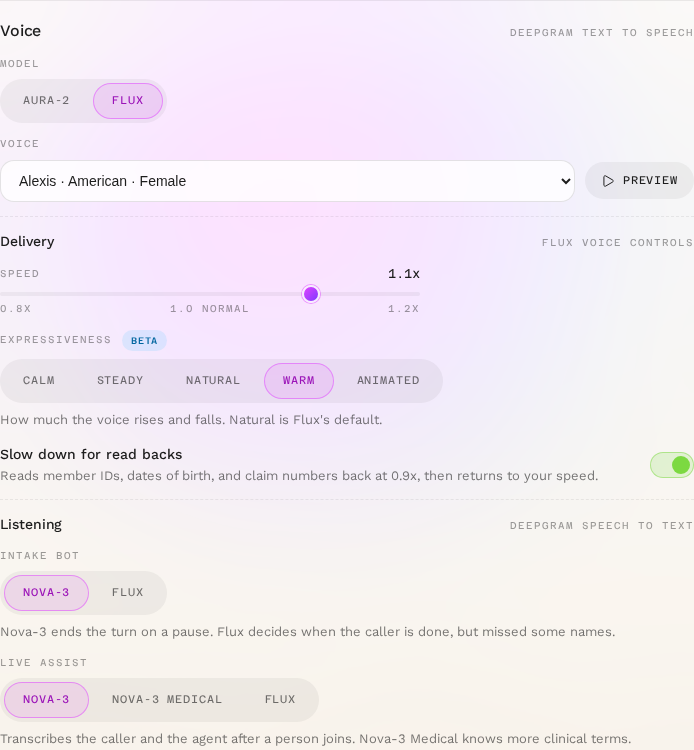 Voice DEEPGRAM TEXT TO SPEECH
MODEL
AURA-2 FLUX
VOICE
Alexis · American · Female PREVIEW
Delivery FLUX VOICE CONTROLS
SPEED 1.1x
0.8X 1.0 NORMAL 1.2X
EXPRESSIVENESS BETA
CALM STEADY NATURAL WARM ANIMATED
How much the voice rises and falls. Natural is Flux's default.
Slow down for read backs
Reads member IDs, dates of birth, and claim numbers back at 0.9x, then returns to your speed.
Listening DEEPGRAM SPEECH TO TEXT
INTAKE BOT
NOVA-3 FLUX
Nova-3 ends the turn on a pause. Flux decides when the caller is done, but missed some names.
LIVE ASSIST
NOVA-3 NOVA-3 MEDICAL FLUX
Transcribes the caller and the agent after a person joins. Nova-3 Medical knows more clinical terms.